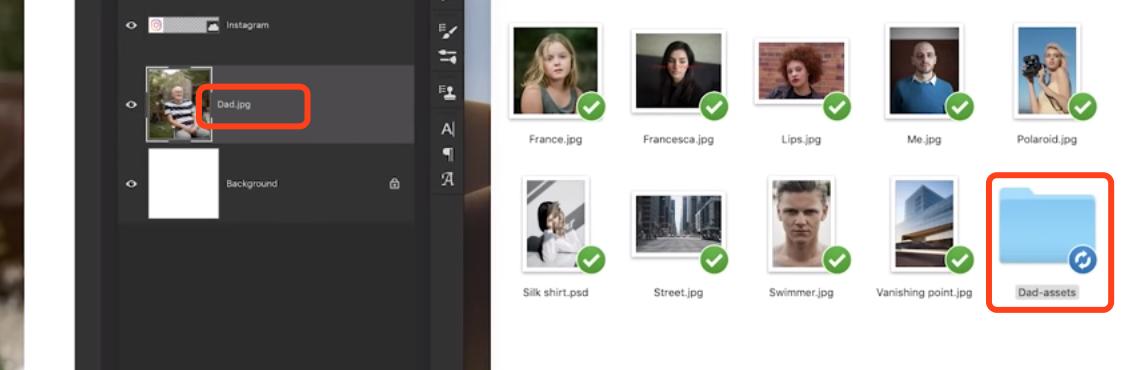 Instagram
Dad.jpg
Background
A
¶
A
France.jpg
Francesca.jpg
Lips.jpg
Me.jpg
Polaroid.jpg
Silk shirt.psd
Street.jpg
Swimmer.jpg
Vanishing point.jpg
Dad-assets